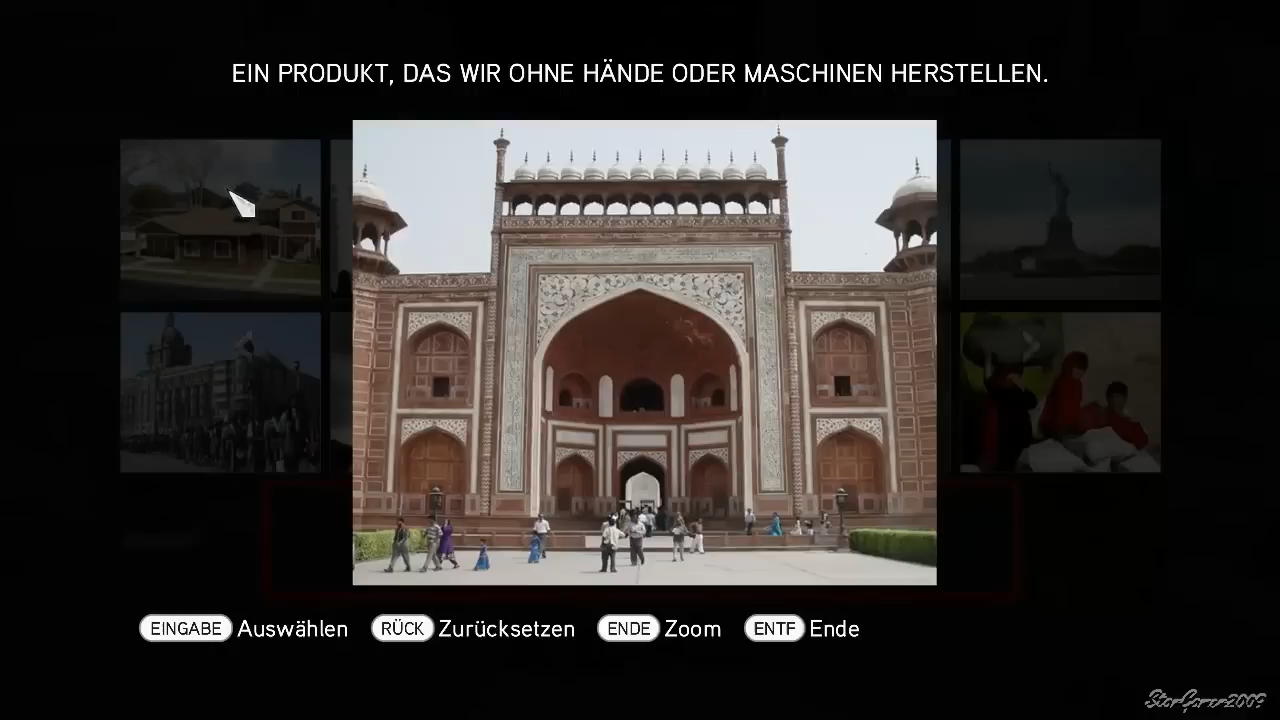 EIN PRODUKT, DAS WIR OHNE HÄNDE ODER MASCHINEN HERSTELLEN.
EINGABE Auswählen RÜCK Zurücksetzen ENDE Zoom ENTF Ende
StarGamer2009